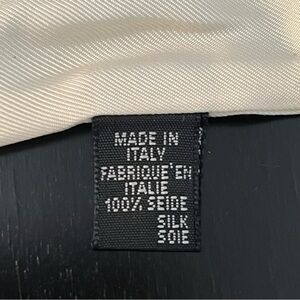 MADE IN
ITALY
FABRIQUE'EN
ITALIE
100% SEIDE
SILK
SOIE